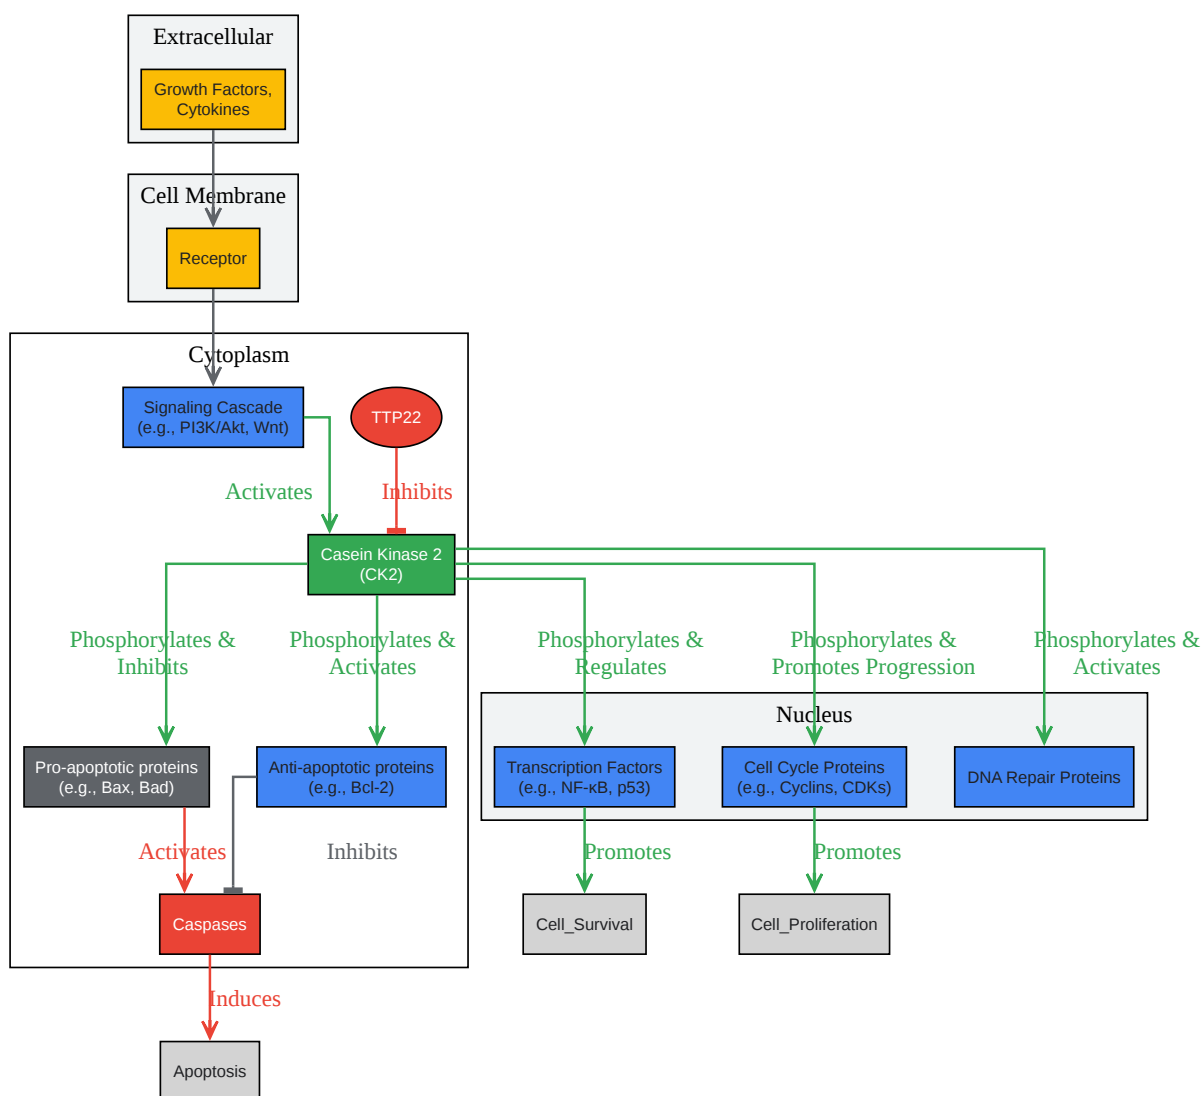 Extracellular
Growth Factors,
Cytokines
Cell Membrane
Receptor
Cytoplasm
Signaling Cascade
(e.g., PI3K/Akt, Wnt)
TTP22
Activates
Inhibits
Casein Kinase 2
(CK2)
Phosphorylates &
Inhibits
Phosphorylates &
Activates
Phosphorylates &
Regulates
Phosphorylates &
Promotes Progression
Phosphorylates &
Activates
Nucleus
Pro-apoptotic proteins
(e.g., Bax, Bad)
Anti-apoptotic proteins
(e.g., Bcl-2)
Transcription Factors
(e.g., NF-κB, p53)
Cell Cycle Proteins
(e.g., Cyclins, CDKs)
DNA Repair Proteins
Activates
Inhibits
Promotes
Promotes
Caspases
Cell_Survival
Cell_Proliferation
Induces
Apoptosis